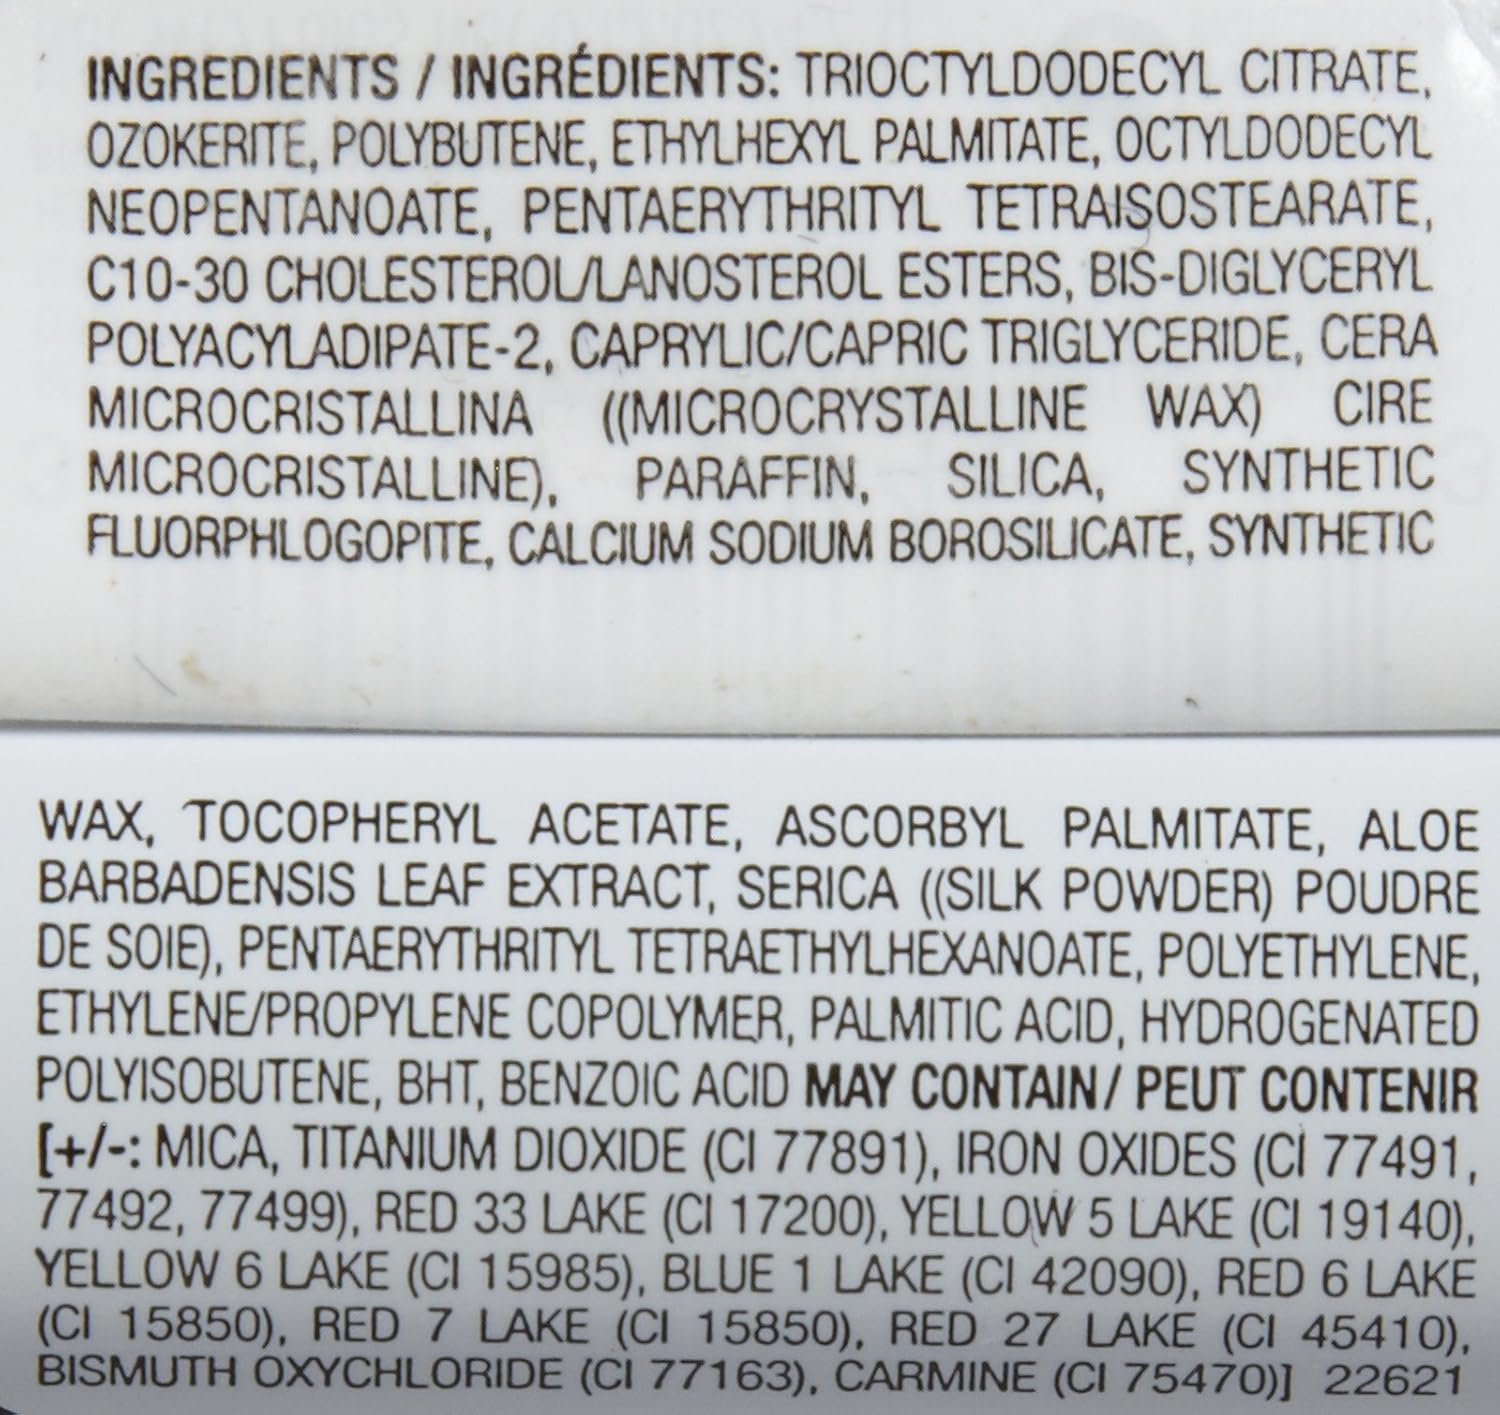 INGREDIENTS / INGRÉDIENTS: TRIOCTYLDODECYL CITRATE,
OZOKERITE, POLYBUTENE, ETHYLHEXYL PALMITATE, OCTYLDODECYL
NEOPENTANOATE, PENTAERYTHRITYL TETRAISOSTEARATE,
C10-30 CHOLESTEROL/LANOSTEROL ESTERS, BIS-DIGLYCERYL
POLYACYLADIPATE-2, CAPRYLIC/CAPRIC TRIGLYCERIDE, CERA
MICROCRISTALLINA ((MICROCRYSTALLINE WAX) CIRE
MICROCRISTALLINE), PARAFFIN, SILICA, SYNTHETIC
FLUORPHLOGOPITE, CALCIUM SODIUM BOROSILICATE, SYNTHETIC
WAX, TOCOPHERYL ACETATE, ASCORBYL PALMITATE, ALOE
BARBADENSIS LEAF EXTRACT, SERICA ((SILK POWDER) POUDRE
DE SOIE), PENTAERYTHRITYL TETRAETHYLHEXANOATE, POLYETHYLENE,
ETHYLENE/PROPYLENE COPOLYMER, PALMITIC ACID, HYDROGENATED
POLYISOBUTENE, BHT, BENZOIC ACID MAY CONTAIN/ PEUT CONTENIR
[+/-: MICA, TITANIUM DIOXIDE (CI 77891), IRON OXIDES (CI 77491,
77492, 77499), RED 33 LAKE (CI 17200), YELLOW 5 LAKE (CI 19140),
YELLOW 6 LAKE (CI 15985), BLUE 1 LAKE (CI 42090), RED 6 LAKE
(CI 15850), RED 7 LAKE (CI 15850), RED 27 LAKE (CI 45410),
BISMUTH OXYCHLORIDE (CI 77163), CARMINE (CI 75470)] 22621